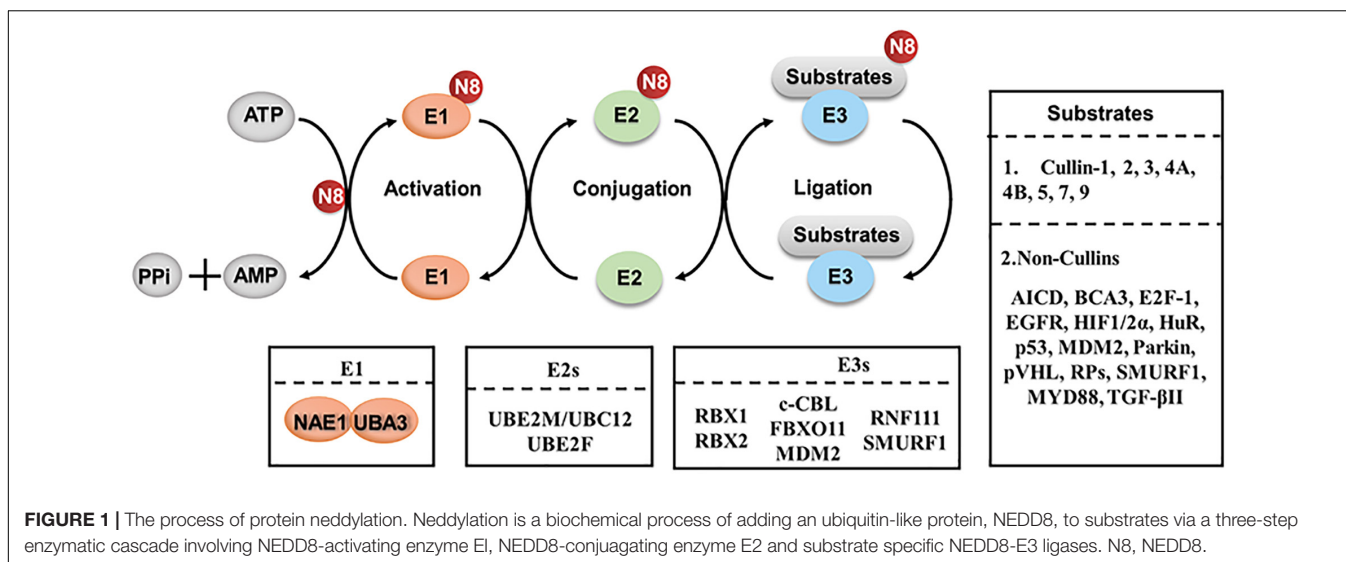 N8
N8
N8
Substrates
ATP
E1
E2
E3
Activation
Conjugation
Ligation
N8
Substrates
PPi + AMP
E1
E2
E3
E1
NAE1 UBA3
E2s
UBE2M/UBC12
UBE2F
E3s
RBX1
RBX2
c-CBL
FBXO11
MDM2
RNF111
SMURF1
Substrates
1. Cullin-1, 2, 3, 4A,
4B, 5, 7, 9
2.Non-Cullins
AICD, BCA3, E2F-1,
EGFR, HIF1/2α, HuR,
p53, MDM2, Parkin,
pVHL, RPs, SMURF1,
MYD88, TGF-βII
FIGURE 1 | The process of protein neddylation. Neddylation is a biochemical process of adding an ubiquitin-like protein, NEDD8, to substrates via a three-step
enzymatic cascade involving NEDD8-activating enzyme El, NEDD8-conjuagating enzyme E2 and substrate specific NEDD8-E3 ligases. N8, NEDD8.